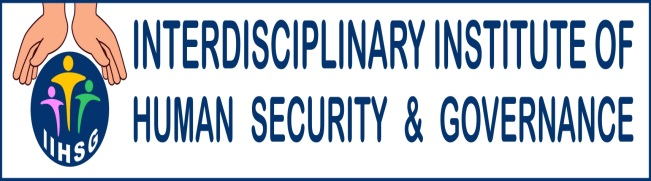 INTERDISCIPLINARY INSTITUTE OF
HUMAN SECURITY & GOVERNANCE
IIHSG